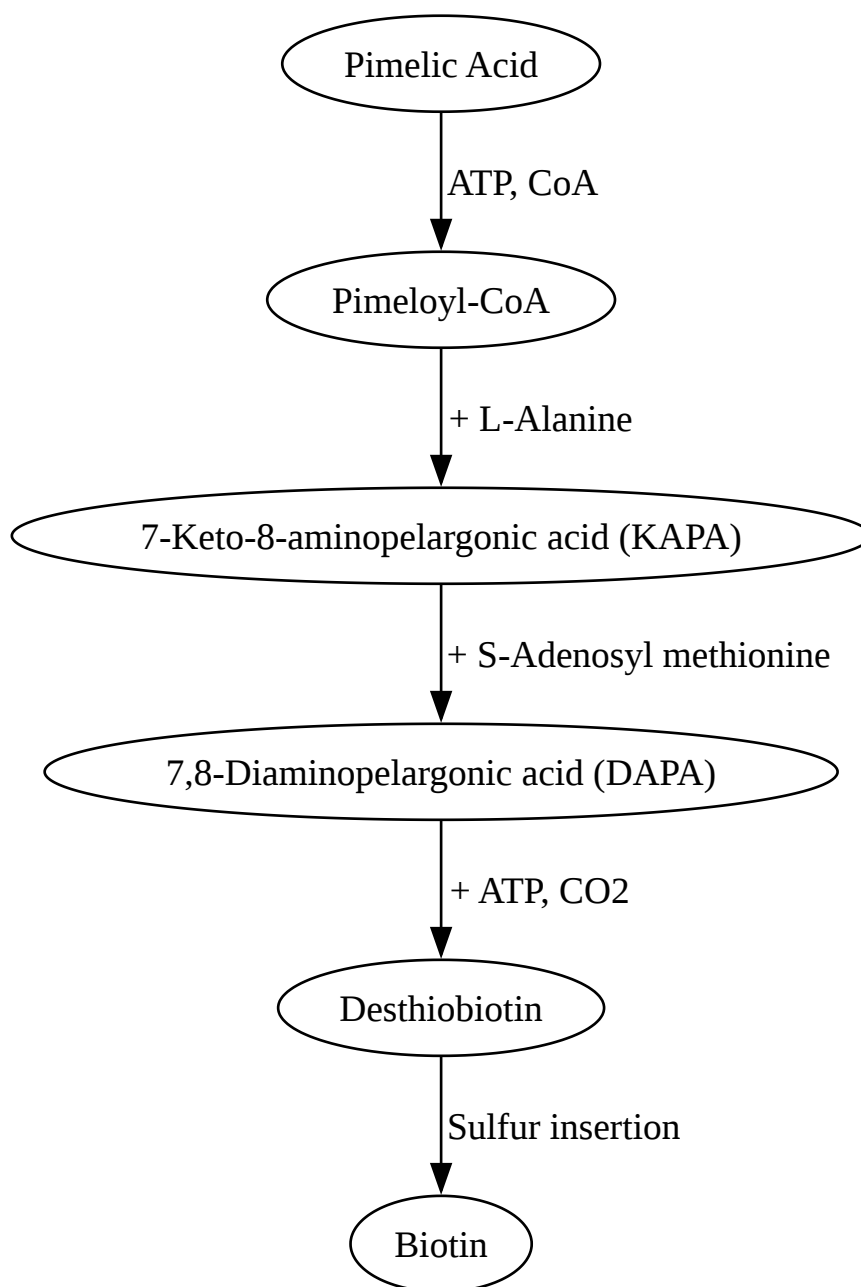 Pimelic Acid
ATP, CoA
Pimeloyl-CoA
+ L-Alanine
7-Keto-8-aminopelargonic acid (KAPA)
+ S-Adenosyl methionine
7,8-Diaminopelargonic acid (DAPA)
+ ATP, CO2
Desthiobiotin
Sulfur insertion
Biotin